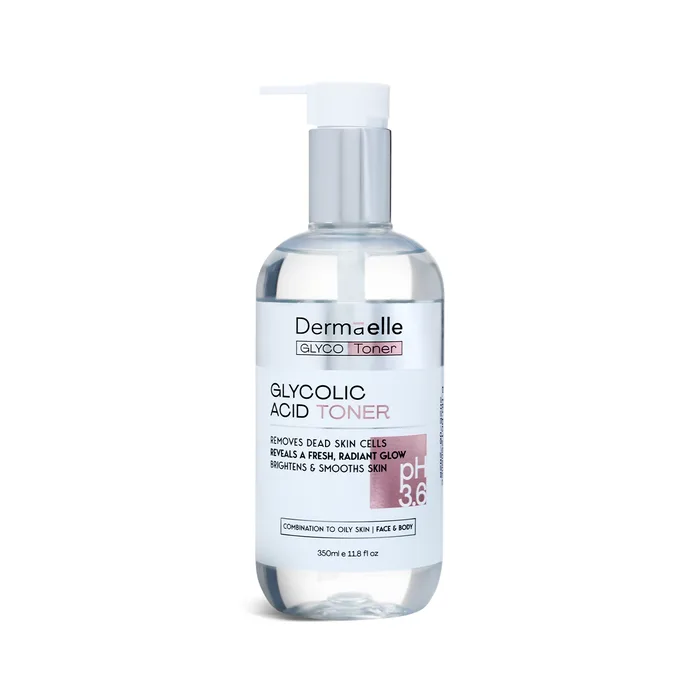 Dermāelle
GLYCO Toner
GLYCOLIC
ACID TONER
REMOVES DEAD SKIN CELLS
REVEALS A FRESH, RADIANT GLOW
BRIGHTENS & SMOOTHS SKIN
pH
3.6
COMBINATION TO OILY SKIN | FACE & BODY
350ml e 11.8 fl oz